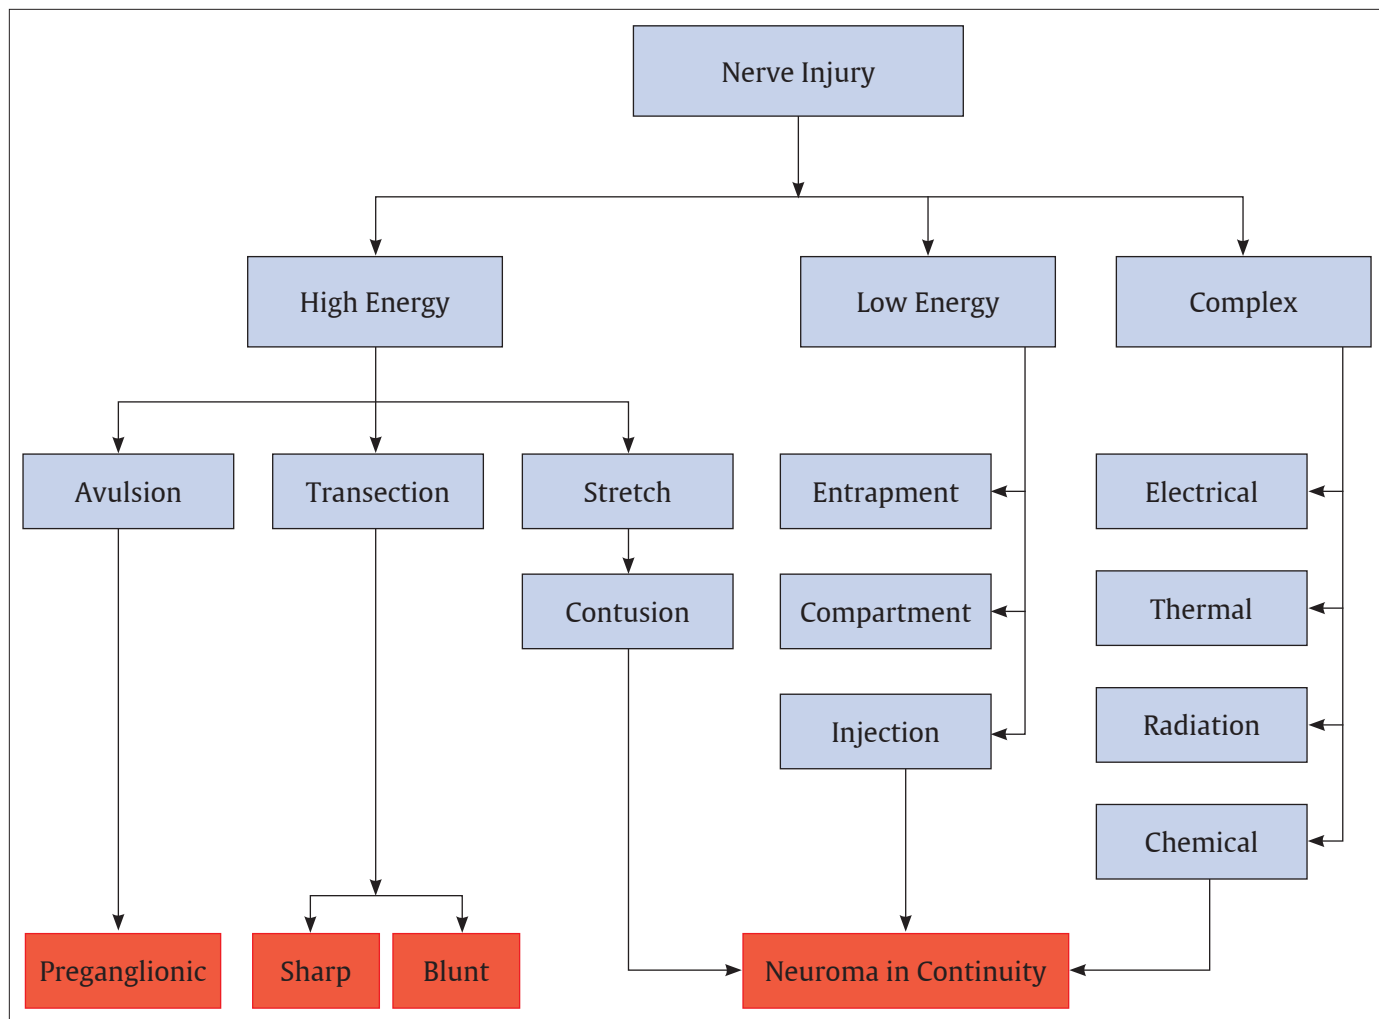 Nerve Injury
High Energy
Low Energy
Complex
Avulsion
Transection
Stretch
Entrapment
Electrical
Contusion
Compartment
Thermal
Injection
Radiation
Chemical
Preganglionic
Sharp
Blunt
Neuroma in Continuity